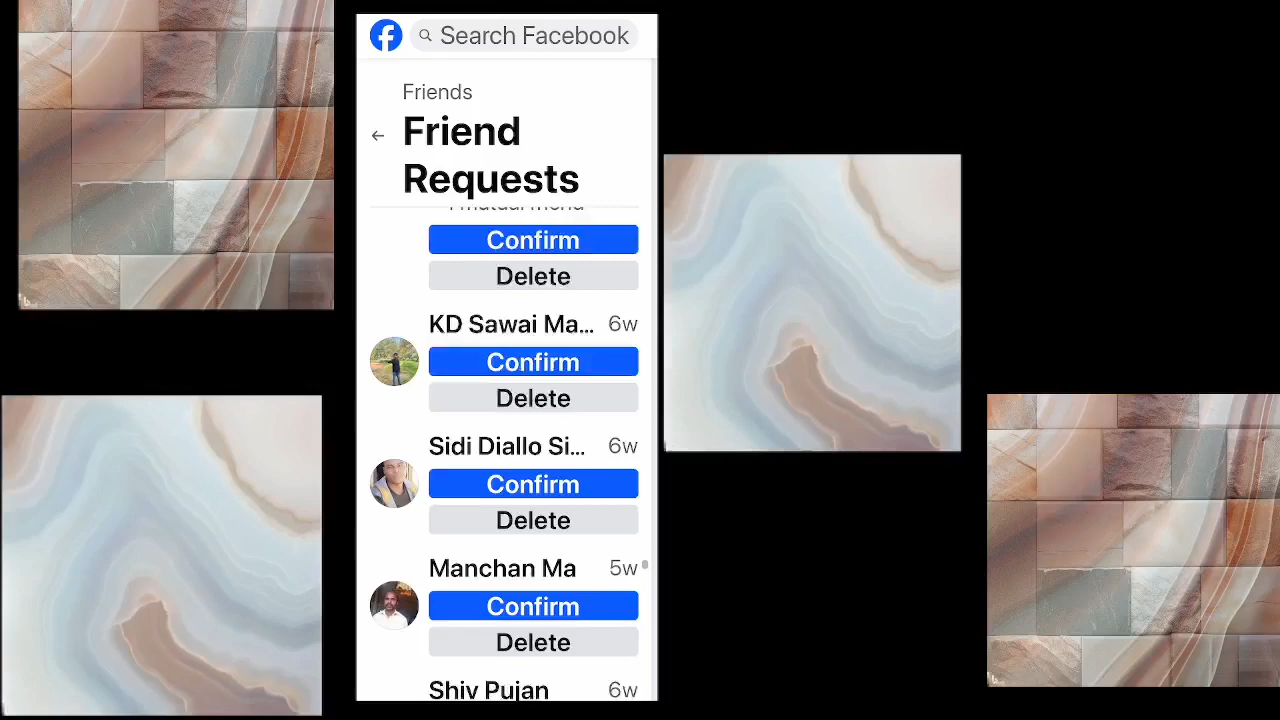 Search Facebook
Friends
Friend
Requests
Confirm
Delete
KD Sawai Ma... 6w
Confirm
Delete
Sidi Diallo Si... 6w
Confirm
Delete
Manchan Ma 5w
Confirm
Delete
Shiv Pujan 6w